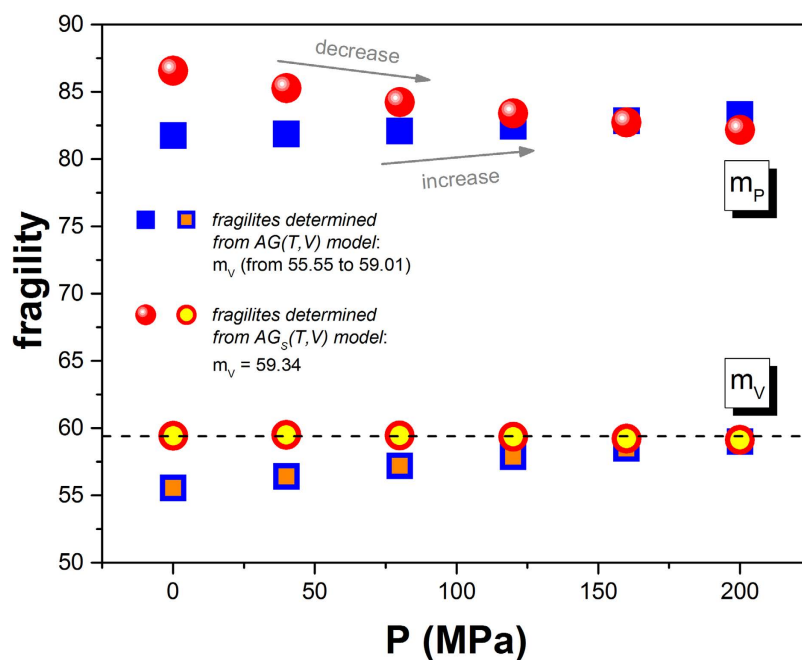 90
85
80
75
70
65
60
55
50
fragility
decrease
increase
m_P
fragilites determined
from AG(T,V) model:
m_V (from 55.55 to 59.01)
fragilites determined
from AG_S(T,V) model:
m_V = 59.34
m_V
0
50
100
150
200
P (MPa)